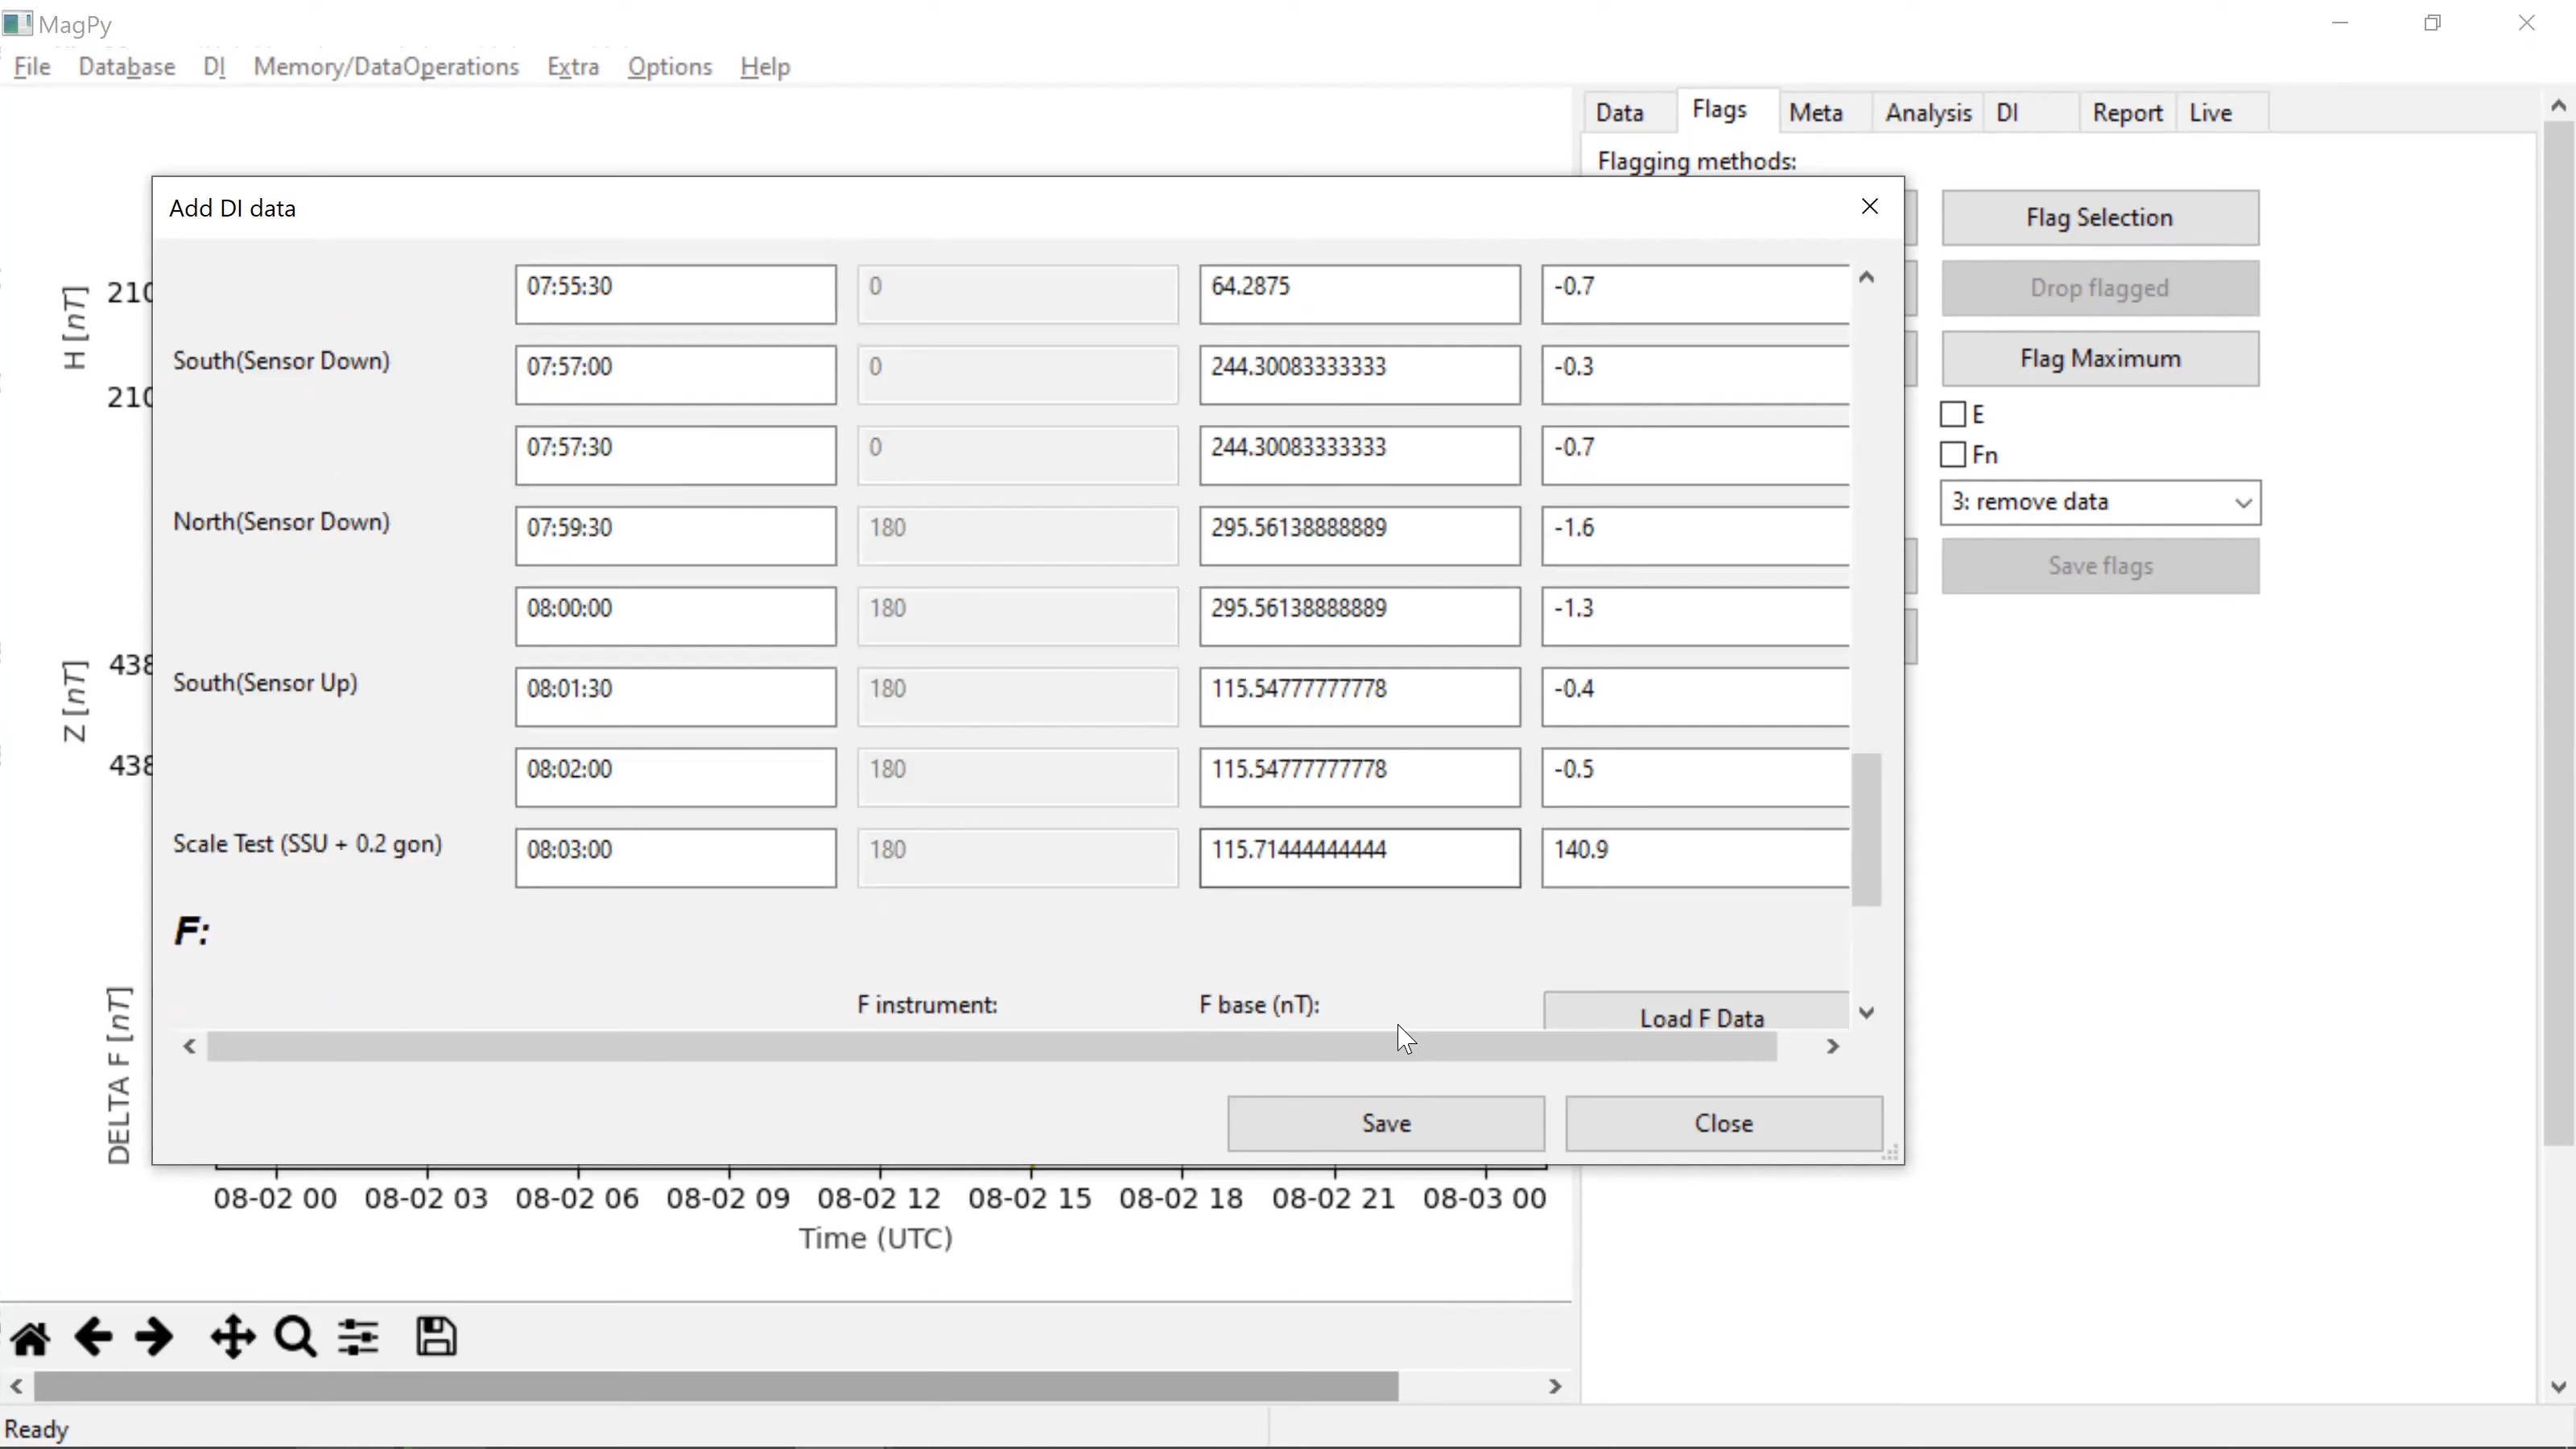 MagPy
File Database DI Memory/DataOperations Extra Options Help
Data Flags Meta Analysis DI Report Live
Flagging methods:
Flag Selection
Drop flagged
Flag Maximum
E
Fn
3: remove data
Save flags
Add DI data
07:55:30 0 64.2875 -0.7
South(Sensor Down) 07:57:00 0 244.30083333333 -0.3
07:57:30 0 244.30083333333 -0.7
North(Sensor Down) 07:59:30 180 295.56138888889 -1.6
08:00:00 180 295.56138888889 -1.3
South(Sensor Up) 08:01:30 180 115.54777777778 -0.4
08:02:00 180 115.54777777778 -0.5
Scale Test (SSU + 0.2 gon) 08:03:00 180 115.71444444444 140.9
F:
F instrument: F base (nT): Load F Data
Save Close
H [nT]
210
210
Z [nT]
438
438
DELTA F [nT]
08-02 00 08-02 03 08-02 06 08-02 09 08-02 12 08-02 15 08-02 18 08-02 21 08-03 00
Time (UTC)
Ready